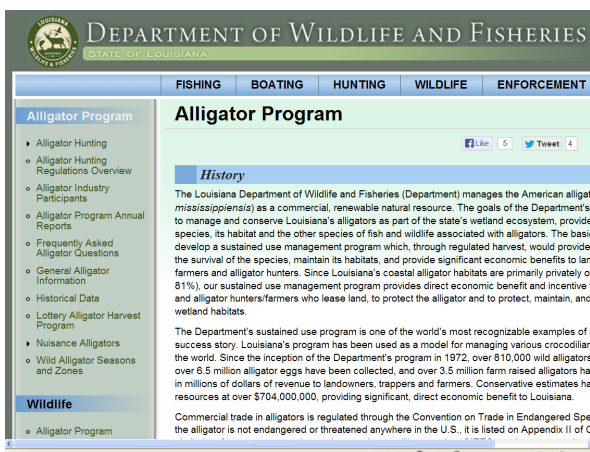 LOUISIANA
WILDLIFE & FISHERIES
DEPARTMENT OF WILDLIFE AND FISHERIES
STATE OF LOUISIANA
FISHING BOATING HUNTING WILDLIFE ENFORCEMENT
Alligator Program
Alligator Hunting
Alligator Hunting
Regulations Overview
Alligator Industry
Participants
Alligator Program Annual
Reports
Frequently Asked
Alligator Questions
General Alligator
Information
Historical Data
Lottery Alligator Harvest
Program
Nuisance Alligators
Wild Alligator Seasons
and Zones
Wildlife
Alligator Program
Alligator Program
Like 5 Tweet 4
History
The Louisiana Department of Wildlife and Fisheries (Department) manages the American alligat
mississippiensis) as a commercial, renewable natural resource. The goals of the Department's
to manage and conserve Louisiana's alligators as part of the state's wetland ecosystem, provide
species, its habitat and the other species of fish and wildlife associated with alligators. The basi
develop a sustained use management program which, through regulated harvest, would provide
the survival of the species, maintain its habitats, and provide significant economic benefits to lan
farmers and alligator hunters. Since Louisiana's coastal alligator habitats are primarily privately o
81%), our sustained use management program provides direct economic benefit and incentive
and alligator hunters/farmers who lease land, to protect the alligator and to protect, maintain, and
wetland habitats.
The Department's sustained use program is one of the world's most recognizable examples of
success story. Louisiana's program has been used as a model for managing various crocodilian
the world. Since the inception of the Department's program in 1972, over 810,000 wild alligators
over 6.5 million alligator eggs have been collected, and over 3.5 million farm raised alligators ha
in millions of dollars of revenue to landowners, trappers and farmers. Conservative estimates ha
resources at over $704,000,000, providing significant, direct economic benefit to Louisiana.
Commercial trade in alligators is regulated through the Convention on Trade in Endangered Spe
the alligator is not endangered or threatened anywhere in the U.S., it is listed on Appendix II of C